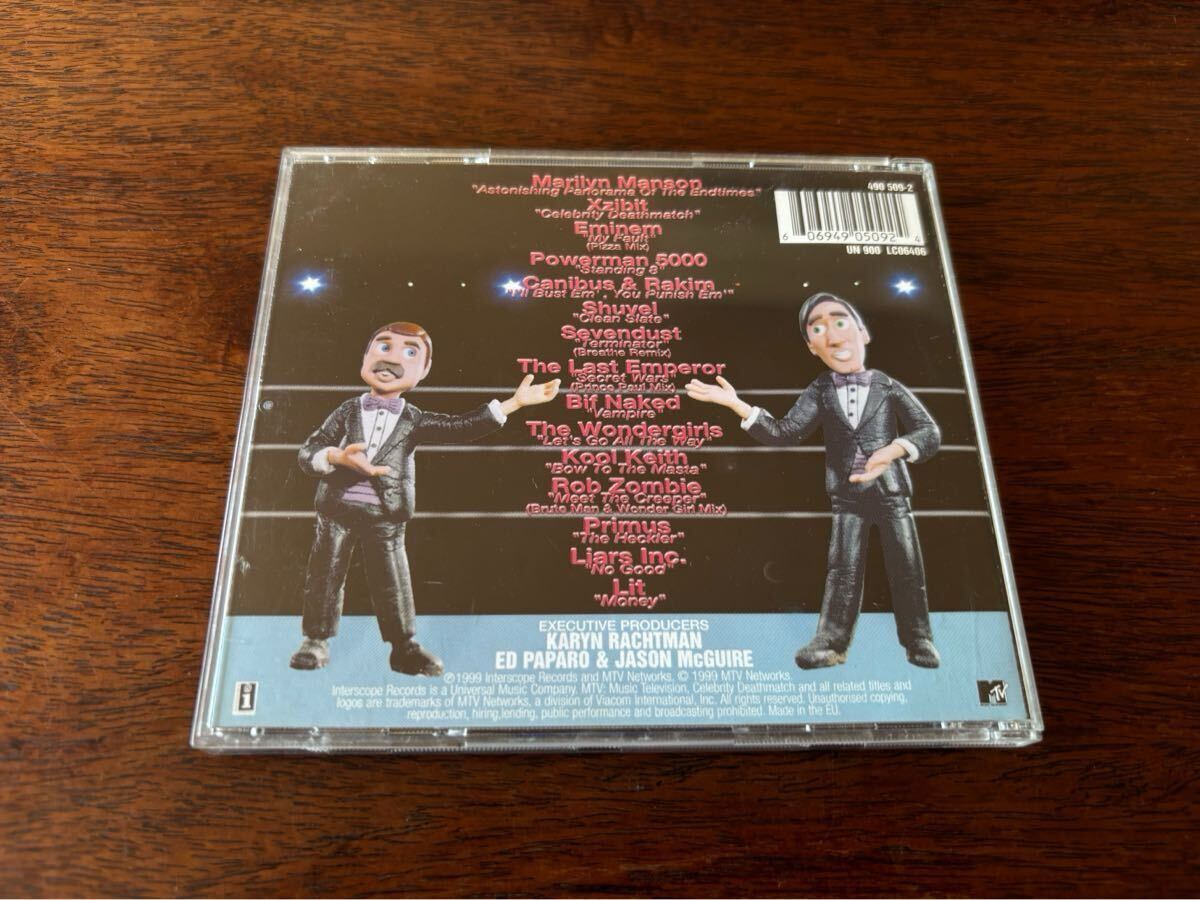 Marilyn Manson
"Astonishing Panorama Of The Endtimes"
Xzibit
"Celebrity Deathmatch"
Eminem
"My Fault"
(Pizza Mix)
Powerman 5000
"Standing 8"
Canibus & Rakim
"I'll Bust Em', You Punish Em'"
Shuvel
"Clean Slate"
Sevendust
"Terminator"
(Breathe Remix)
The Last Emperor
"Secret Wars"
(Prince Paul Mix)
Bif Naked
"Vampire"
The Wondergirls
"Let's Go All The Way"
Kool Keith
"Bow To The Masta"
Rob Zombie
"Meet The Creeper"
(Brute Man & Wonder Girl Mix)
Primus
"The Heckler"
Liars Inc.
"No Good"
Lit
"Money"
490 509-2
6 06949 05092 4
UN 900 LC06406
EXECUTIVE PRODUCERS
KARYN RACHTMAN
ED PAPARO & JASON McGUIRE
℗1999 Interscope Records and MTV Networks. © 1999 MTV Networks.
Interscope Records is a Universal Music Company. MTV: Music Television, Celebrity Deathmatch and all related titles and
logos are trademarks of MTV Networks, a division of Viacom International, Inc. All rights reserved. Unauthorised copying,
reproduction, hiring,lending, public performance and broadcasting prohibited. Made in the EU.
i
MTV